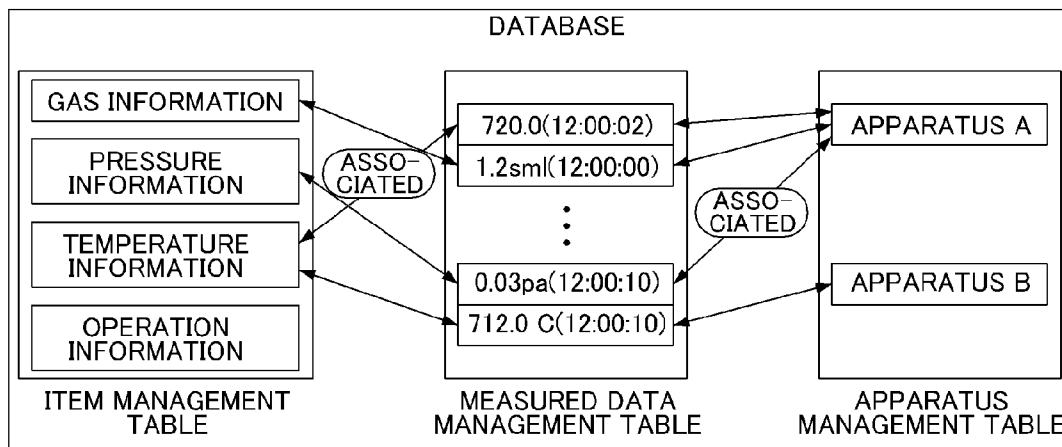 DATABASE
GAS INFORMATION
PRESSURE
INFORMATION
TEMPERATURE
INFORMATION
OPERATION
INFORMATION
ITEM MANAGEMENT
TABLE
ASSO-
CIATED
720.0(12:00:02)
1.2sml(12:00:00)
0.03pa(12:00:10)
712.0 C(12:00:10)
MEASURED DATA
MANAGEMENT TABLE
ASSO-
CIATED
APPARATUS A
APPARATUS B
APPARATUS
MANAGEMENT TABLE